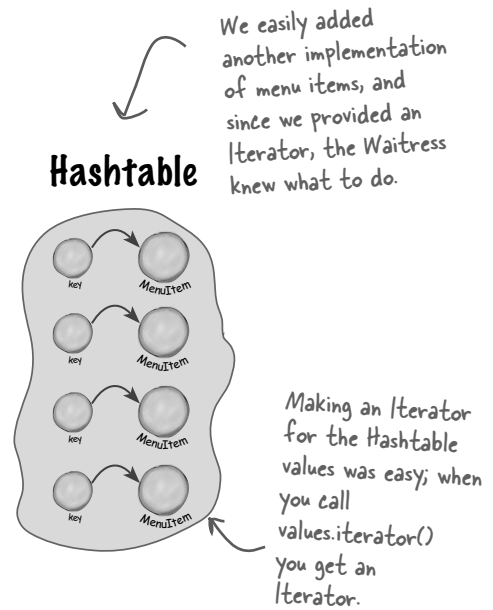 We easily added
another implementation
of menu items, and
since we provided an
Iterator, the Waitress
knew what to do.
Hashtable
key
MenuItem
key
MenuItem
key
MenuItem
key
MenuItem
Making an Iterator
for the Hashtable
values was easy; when
you call
values.iterator()
you get an
Iterator.